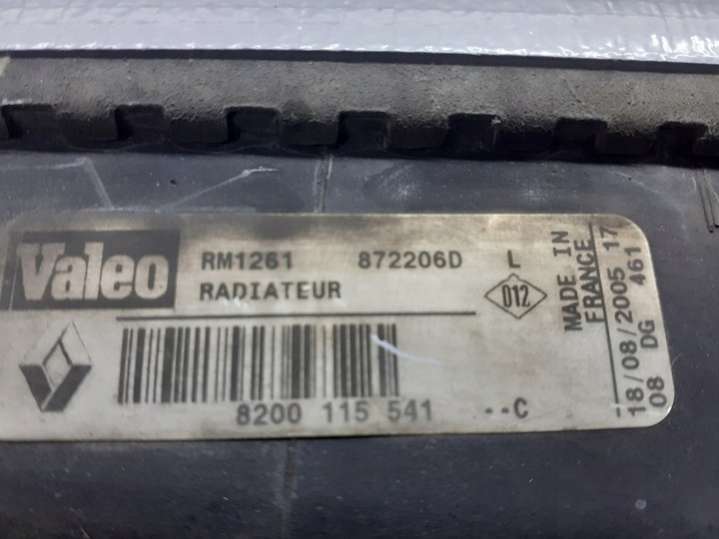 Valeo
RM1261 872206D L
RADIATEUR
D12
8200 115 541 --C
MADE IN
FRANCE
18/08/2005 17
08 DG 461